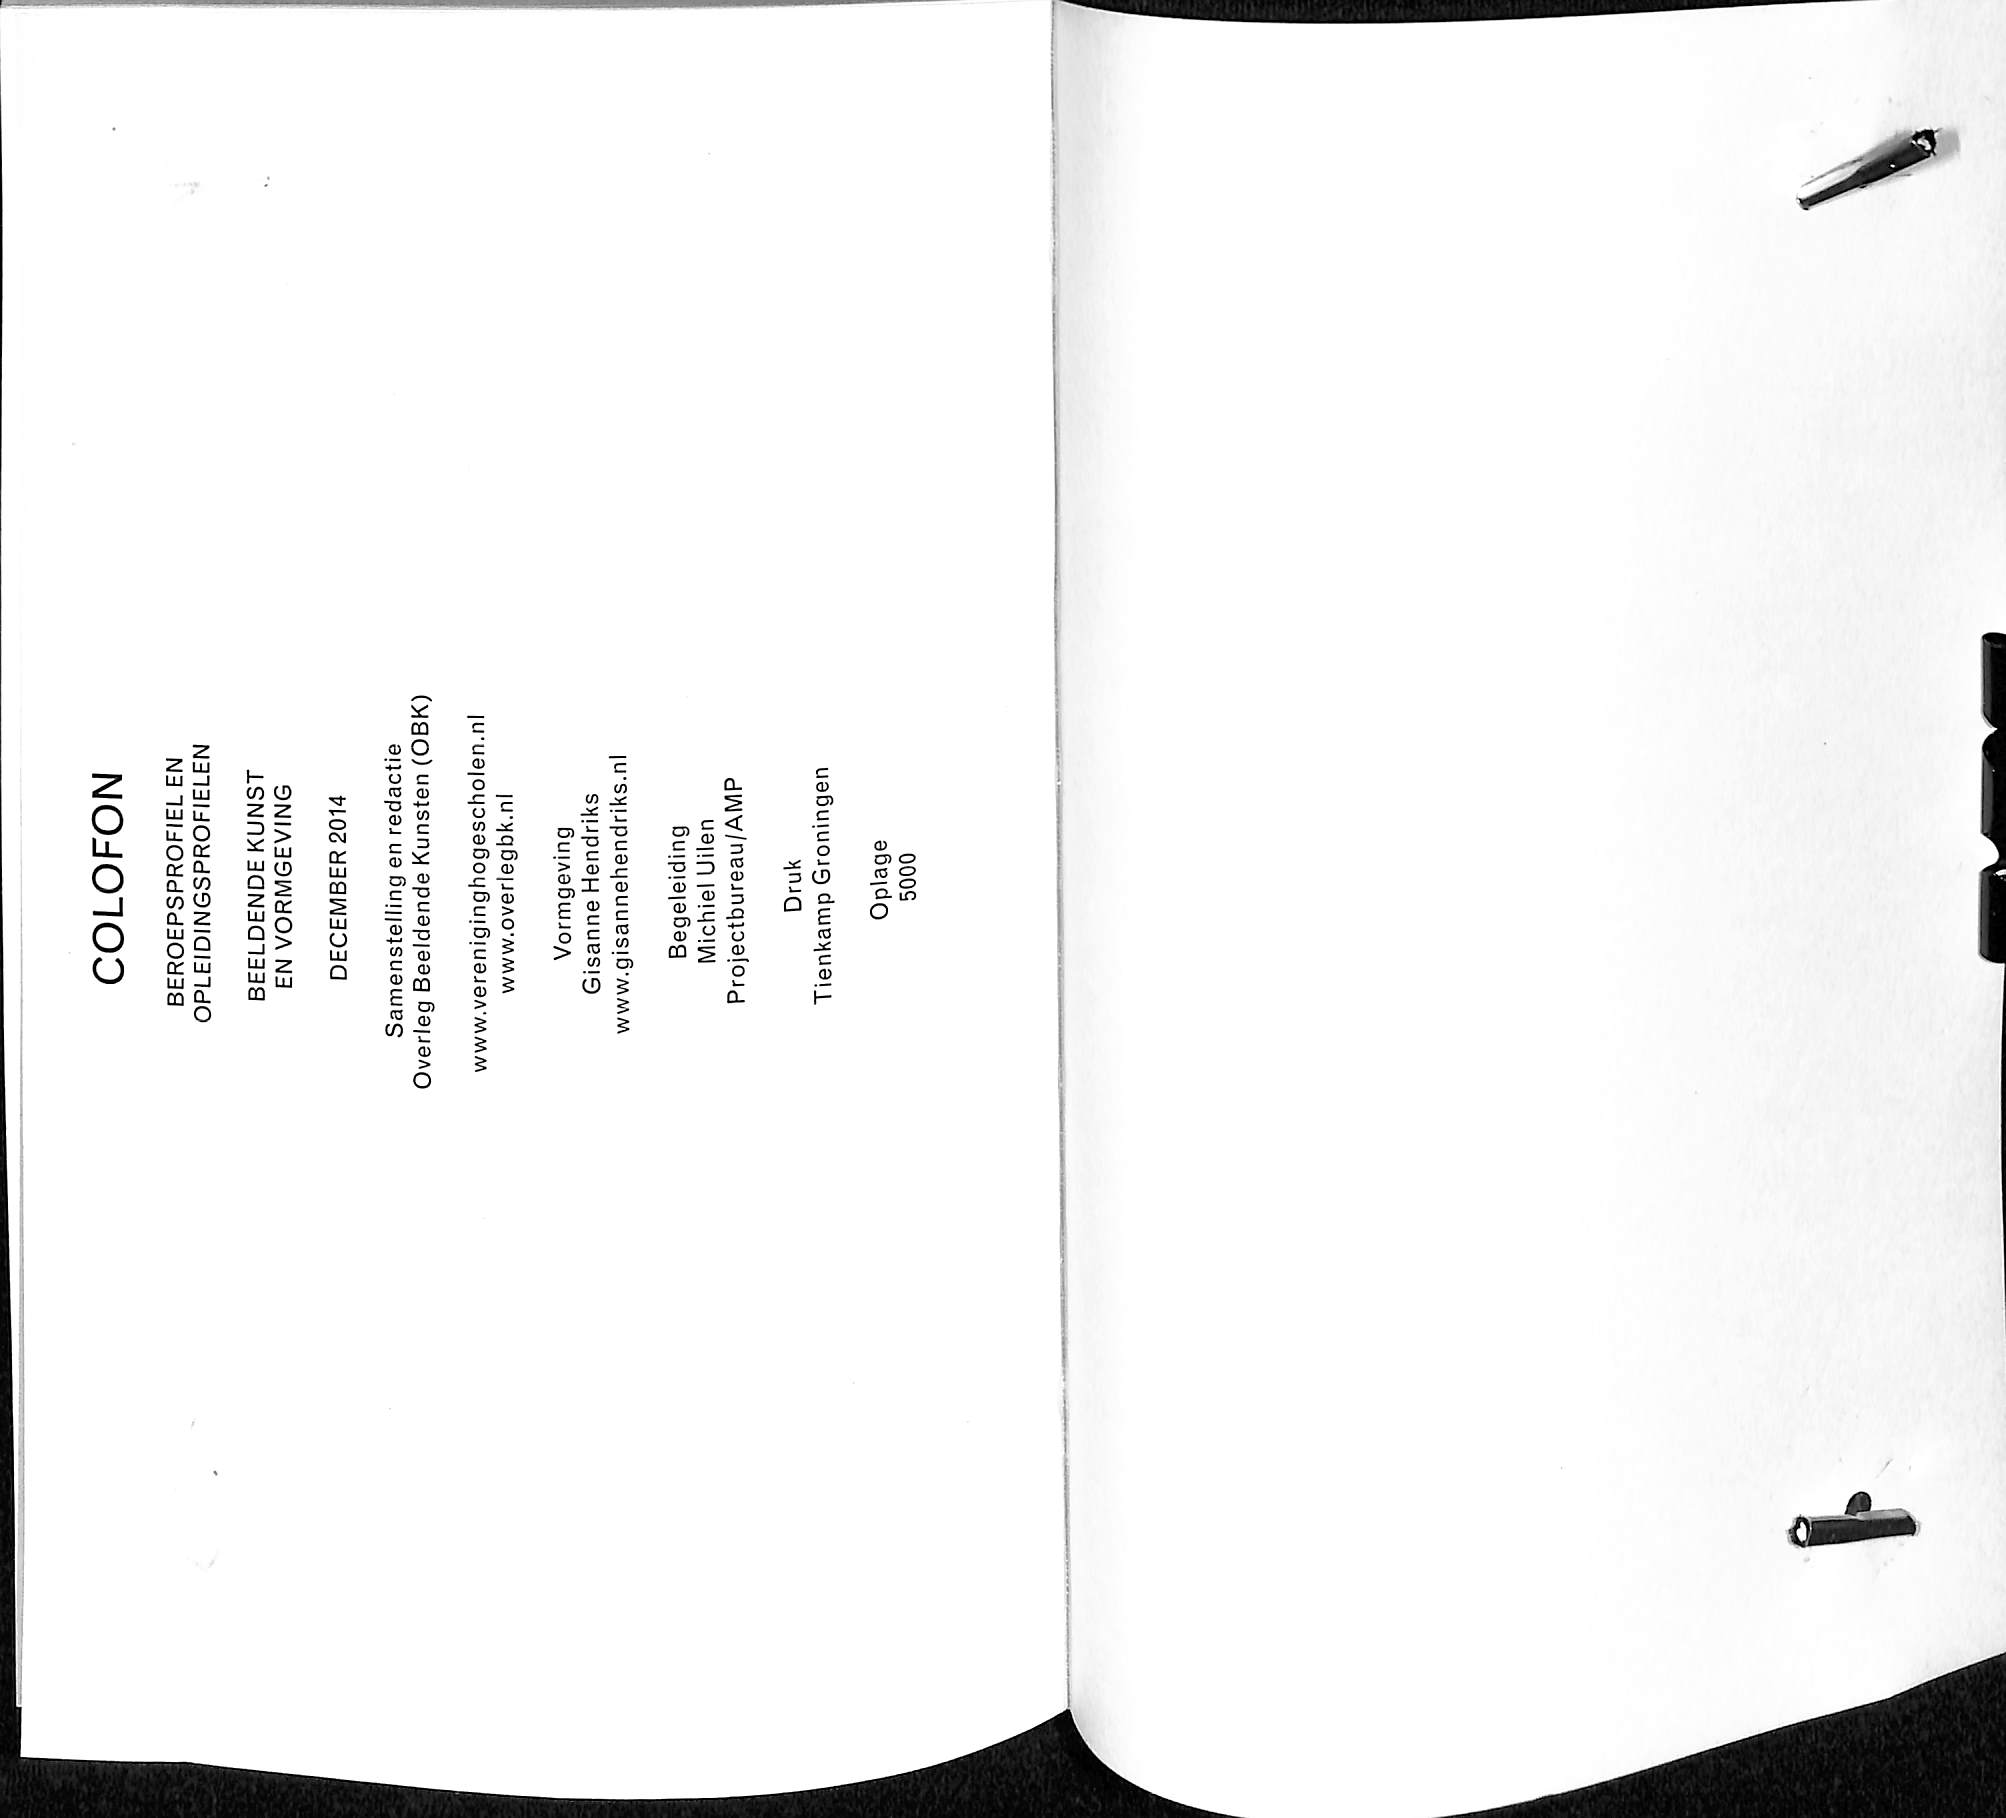 COLOFON
BEROEPSPROFIEL EN
OPLEIDINGSPROFIELEN
BEELDENDE KUNST
EN VORMGEVING
DECEMBER 2014
Samenstelling en redactie
Overleg Beeldende Kunsten (OBK)
www.vereniginghogescholen.nl
www.overlegbk.nl
Vormgeving
Gisanne Hendriks
www.gisannehendriks.nl
Begeleiding
Michiel Uilen
Projectbureau/AMP
Druk
Tienkamp Groningen
Oplage
5000